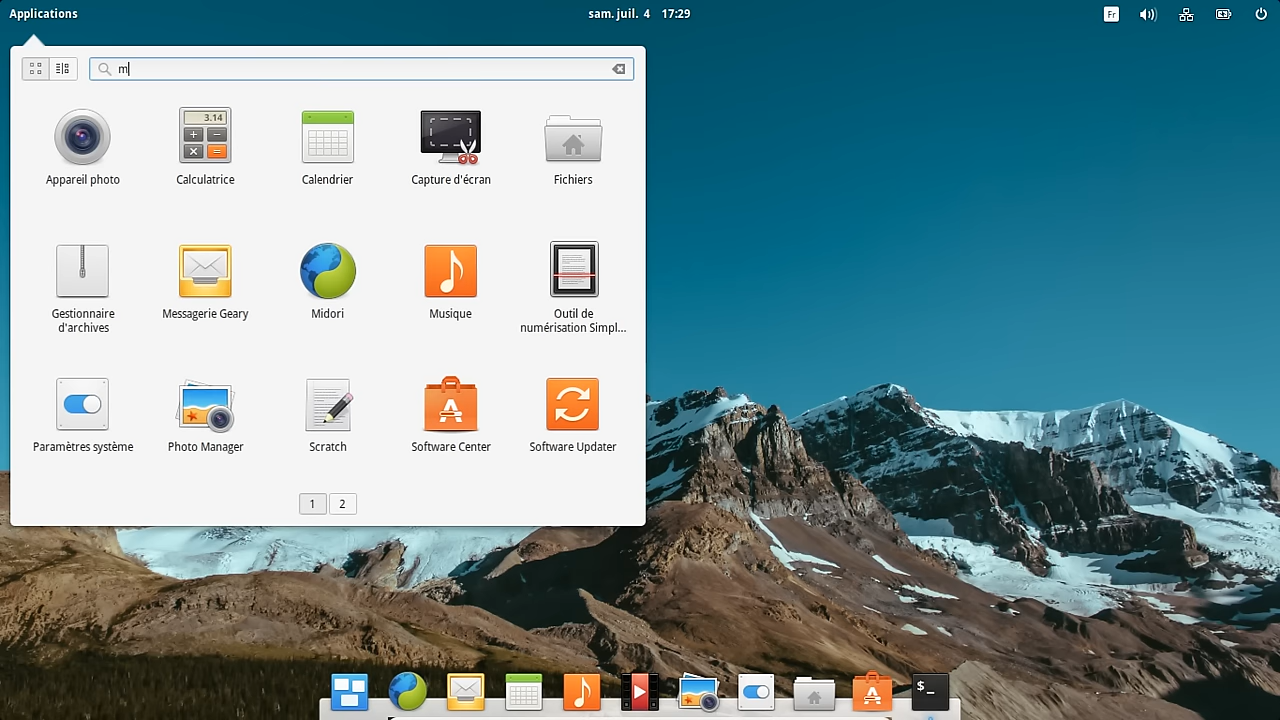 Applications
sam. juil. 4 17:29
Fr
m
3.14
Appareil photo
Calculatrice
Calendrier
Capture d'écran
Fichiers
Gestionnaire
d'archives
Messagerie Geary
Midori
Musique
Outil de
numérisation Simpl...
Paramètres système
Photo Manager
Scratch
Software Center
Software Updater
1
2
$_